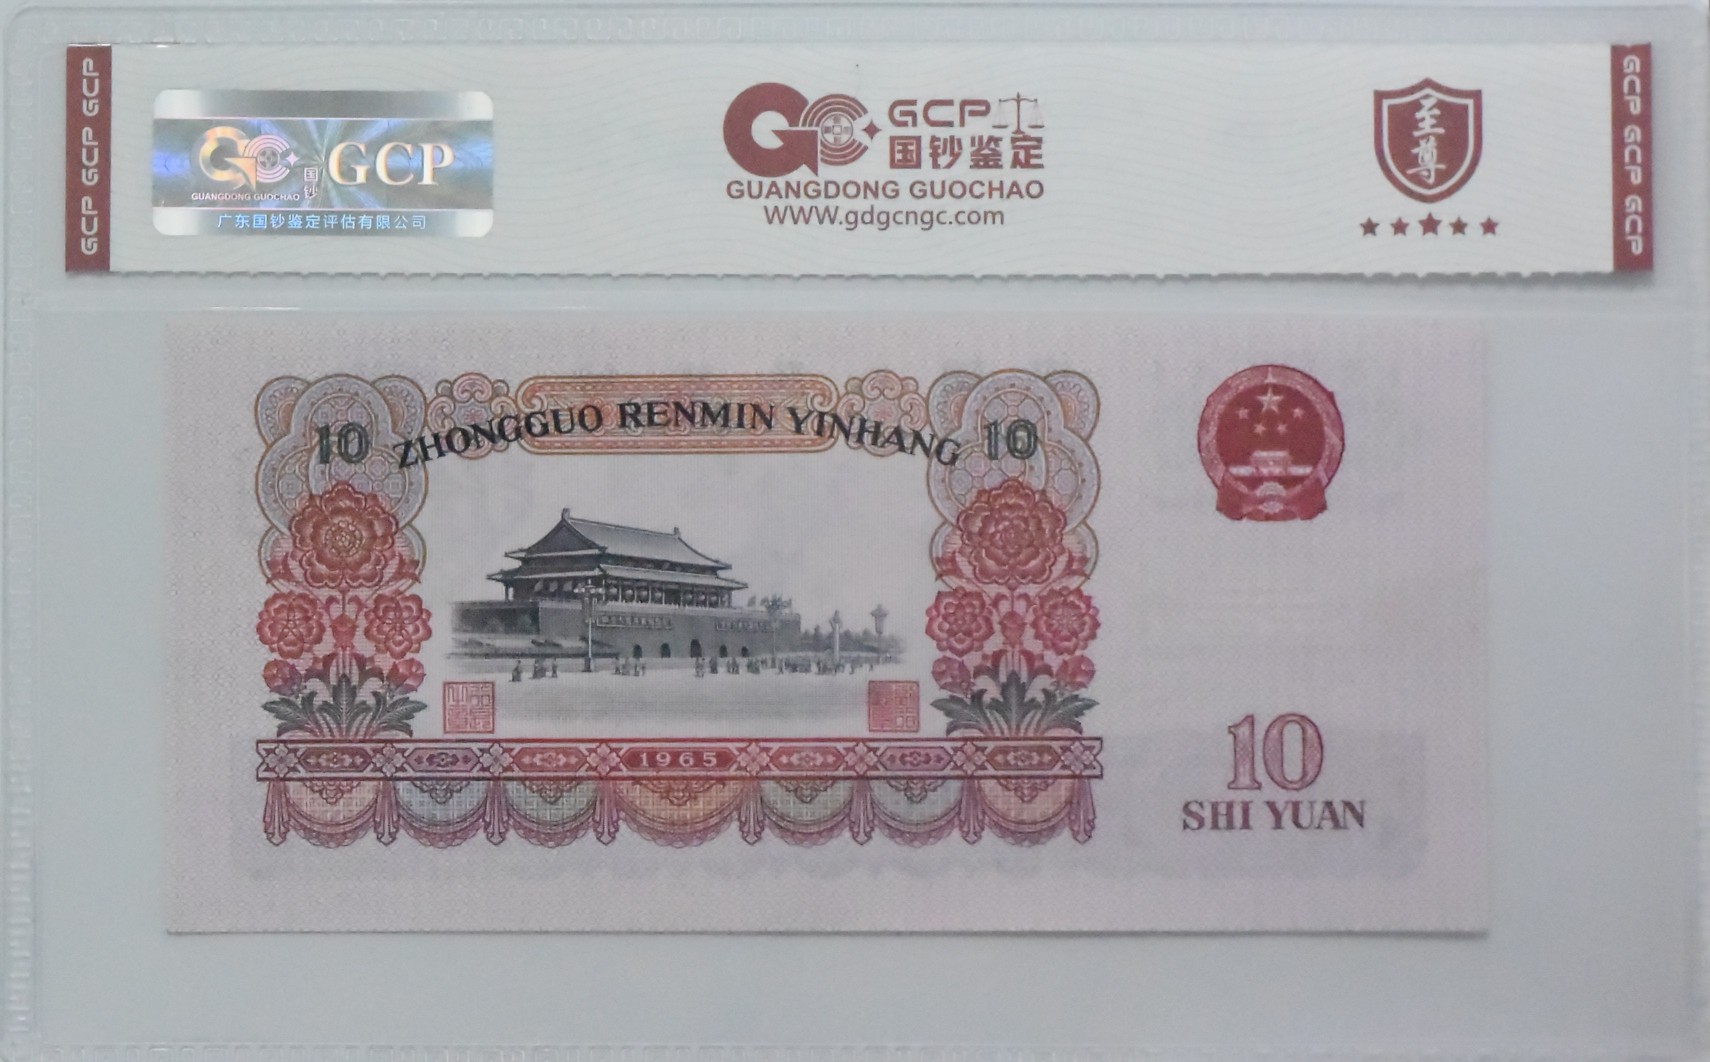 GCP GCP GCP
国钞
GCP
GUANGDONG GUOCHAO
广东国钞鉴定评估有限公司
GCP
国钞鉴定
GUANGDONG GUOCHAO
WWW.gdgcngc.com
至尊
GCP GCP GCP
10 ZHONGGUO RENMIN YINHANG 10
1965
10
SHI YUAN